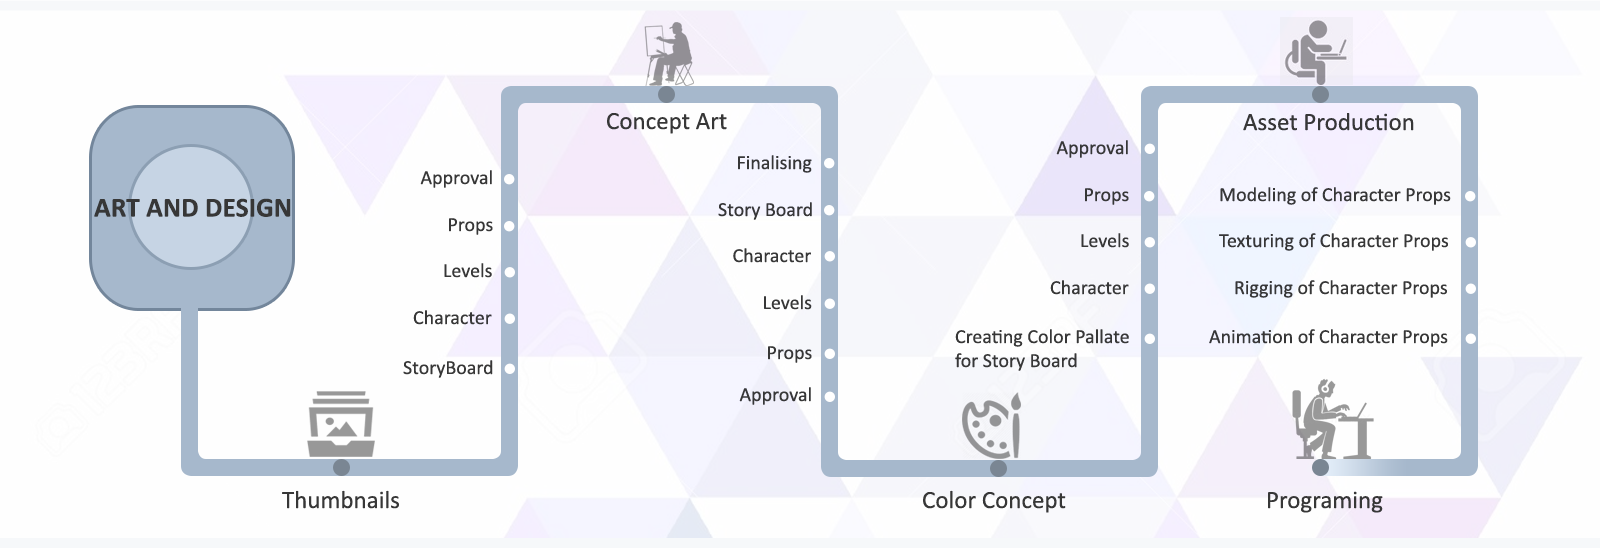 ART AND DESIGN
Thumbnails
StoryBoard
Character
Levels
Props
Approval
Concept Art
Finalising
Story Board
Character
Levels
Props
Approval
Color Concept
Creating Color Pallate
for Story Board
Character
Levels
Props
Approval
Asset Production
Modeling of Character Props
Texturing of Character Props
Rigging of Character Props
Animation of Character Props
Programing